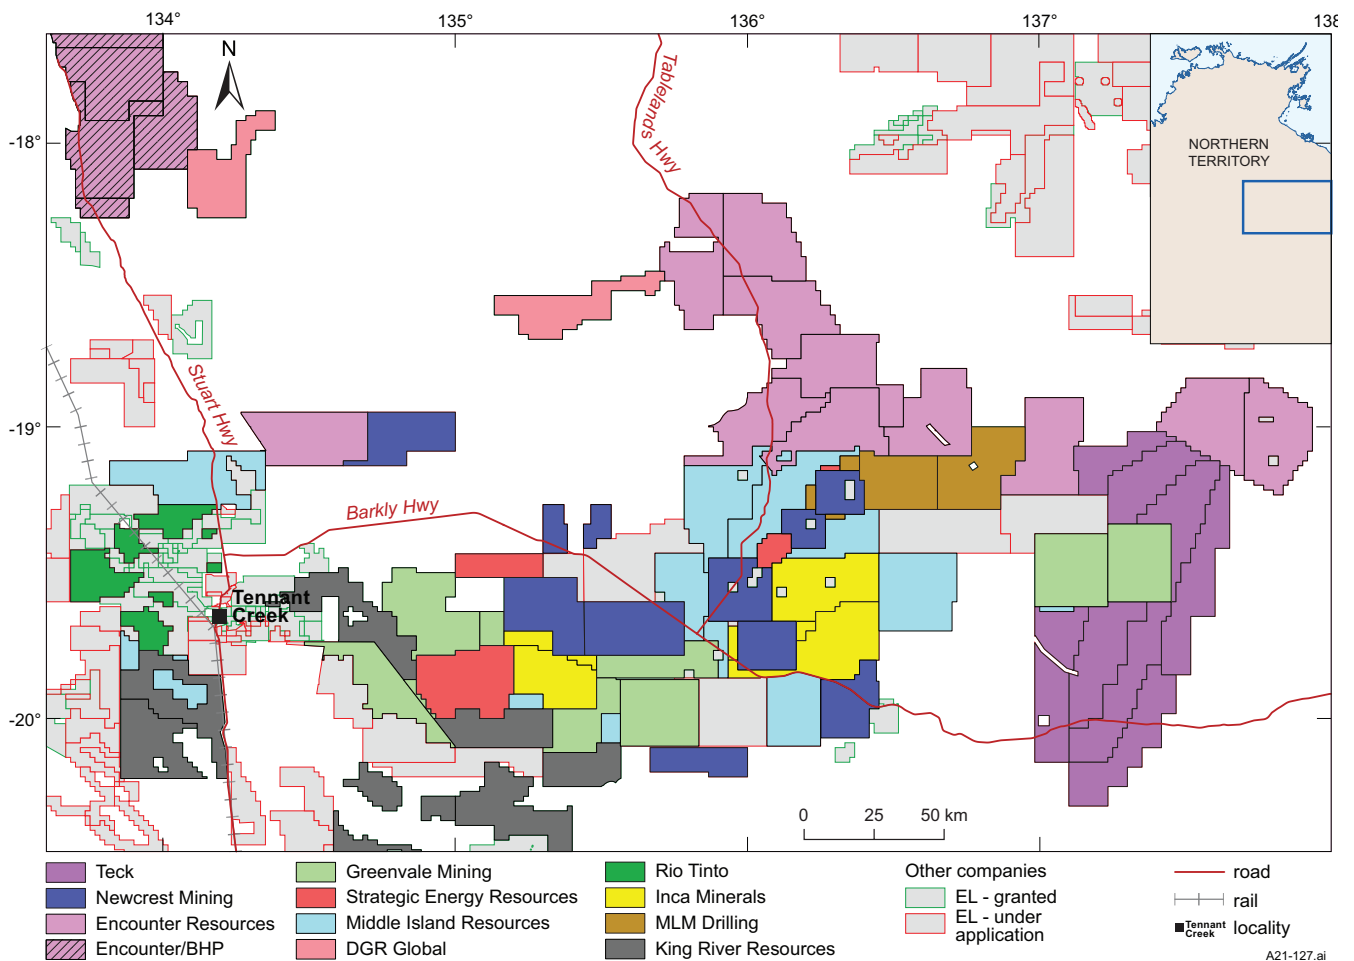 134°
135°
136°
137°
138
N
-18°
-19°
-20°
Tablelands Hwy
Stuart Hwy
Barkly Hwy
NORTHERN
TERRITORY
Tennant
Creek
0
25
50 km
Teck
Newcrest Mining
Encounter Resources
Encounter/BHP
Greenvale Mining
Strategic Energy Resources
Middle Island Resources
DGR Global
Rio Tinto
Inca Minerals
MLM Drilling
King River Resources
Other companies
EL - granted
EL - under
application
road
rail
Tennant
Creek
locality
A21-127.ai